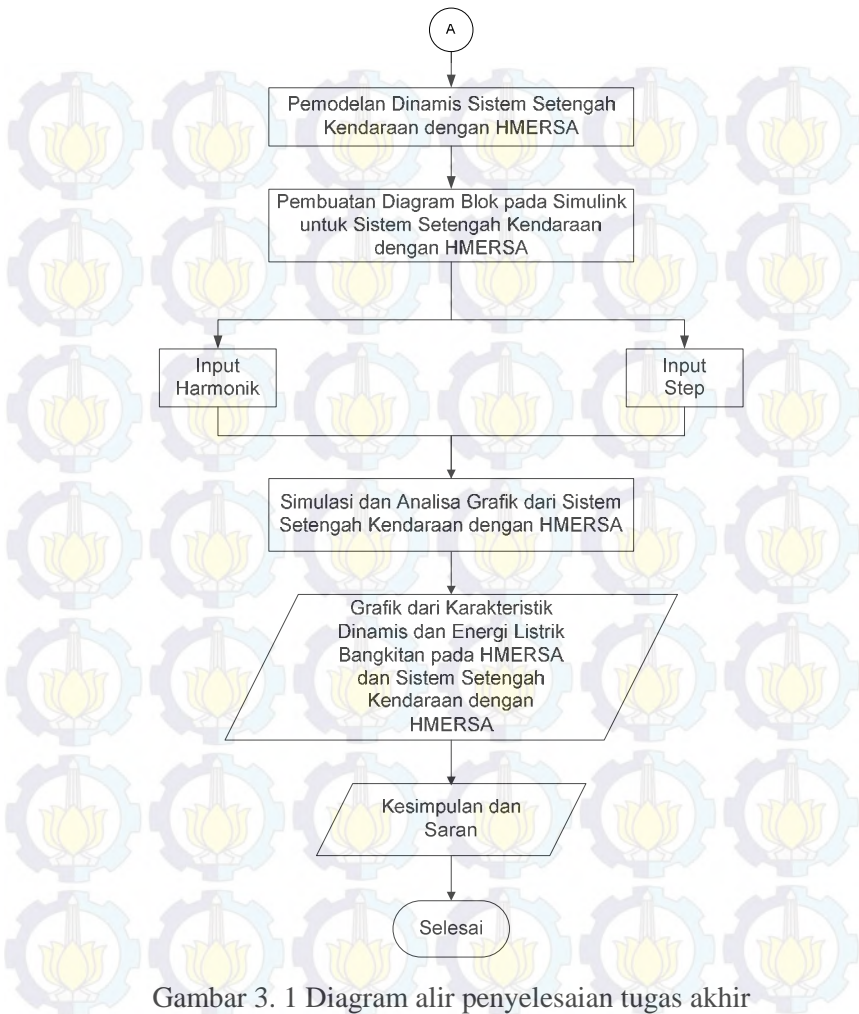 A
Pemodelan Dinamis Sistem Setengah
Kendaraan dengan HMERSA
Pembuatan Diagram Blok pada Simulink
untuk Sistem Setengah Kendaraan
dengan HMERSA
Input
Harmonik
Input
Step
Simulasi dan Analisa Grafik dari Sistem
Setengah Kendaraan dengan HMERSA
Grafik dari Karakteristik
Dinamis dan Energi Listrik
Bangkitan pada HMERSA
dan Sistem Setengah
Kendaraan dengan
HMERSA
Kesimpulan dan
Saran
Selesai
Gambar 3. 1 Diagram alir penyelesaian tugas akhir